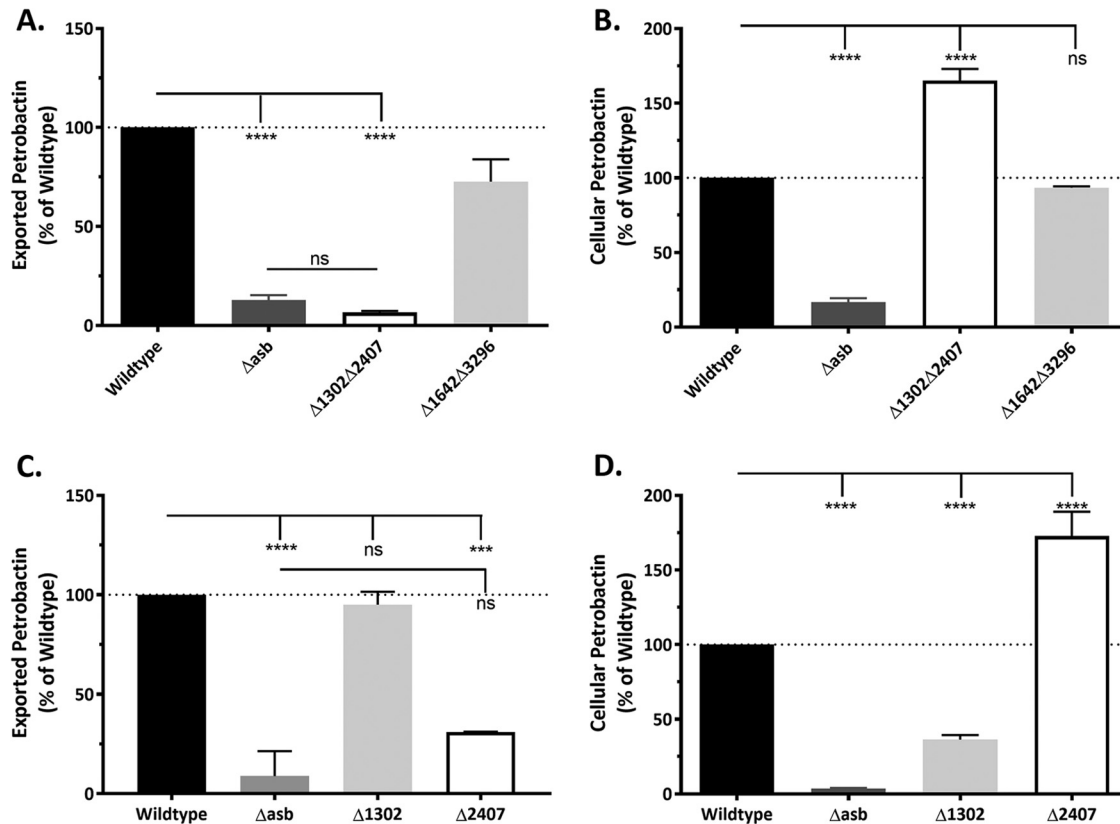 A.
Exported Petrobactin
(% of Wildtype)
150
100
50
0
****
****
ns
Wildtype
Δasb
Δ1302Δ2407
Δ1642Δ3296
B.
Cellular Petrobactin
(% of Wildtype)
200
150
100
50
0
****
****
ns
Wildtype
Δasb
Δ1302Δ2407
Δ1642Δ3296
C.
Exported Petrobactin
(% of Wildtype)
150
100
50
0
****
ns
***
ns
Wildtype
Δasb
Δ1302
Δ2407
D.
Cellular Petrobactin
(% of Wildtype)
200
150
100
50
0
****
****
****
Wildtype
Δasb
Δ1302
Δ2407